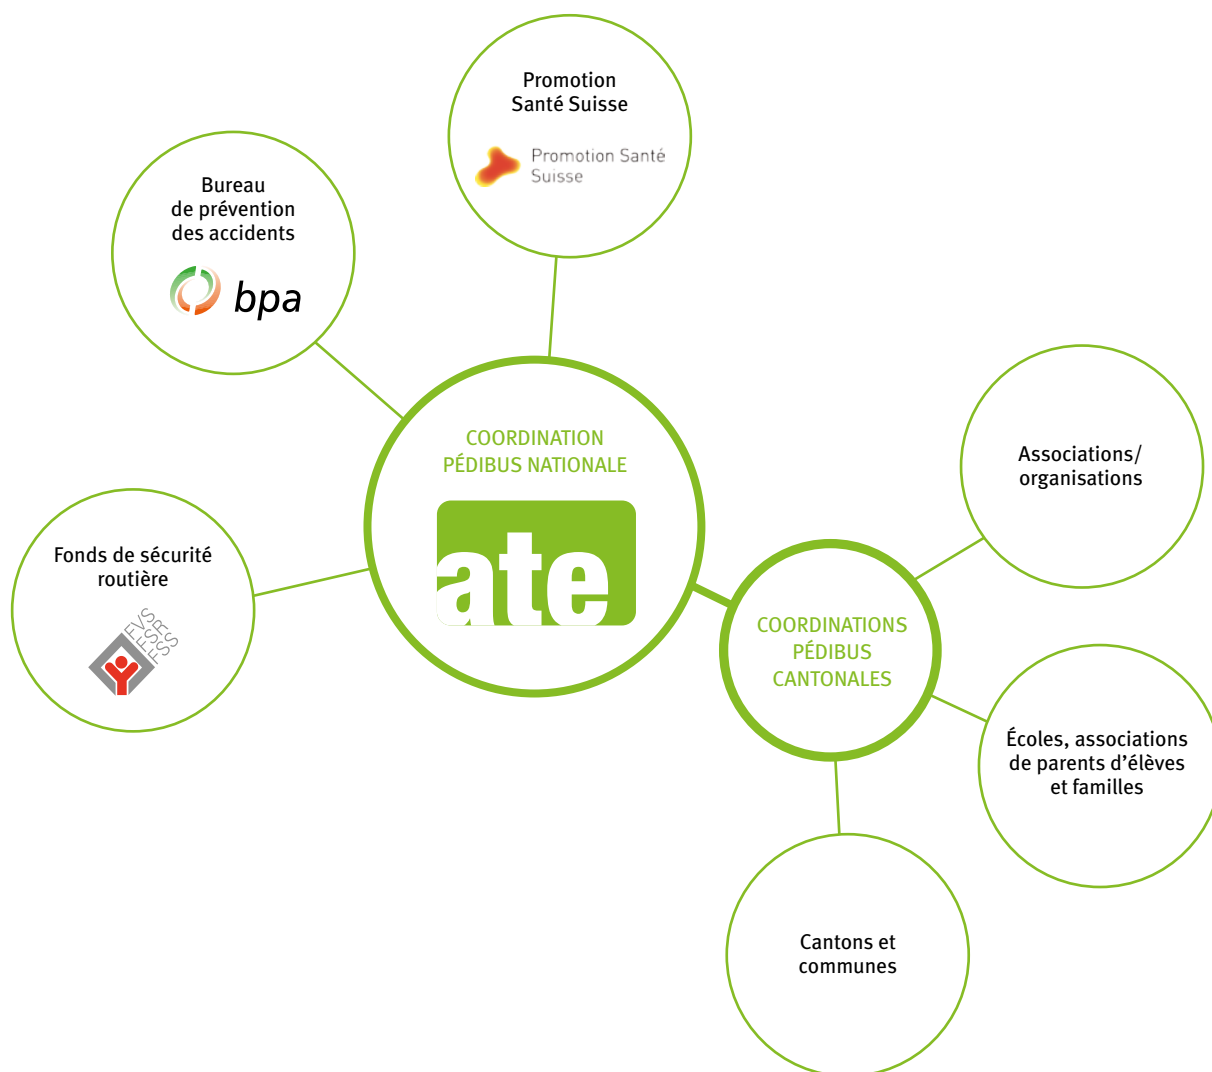 Promotion
Santé Suisse
Promotion Santé
Suisse
Bureau
de prévention
des accidents
bpa
COORDINATION
PÉDIBUS NATIONALE
ate
Associations/
organisations
Fonds de sécurité
routière
FVS
FSR
FSS
COORDINATIONS
PÉDIBUS
CANTONALES
Écoles, associations
de parents d’élèves
et familles
Cantons et
communes